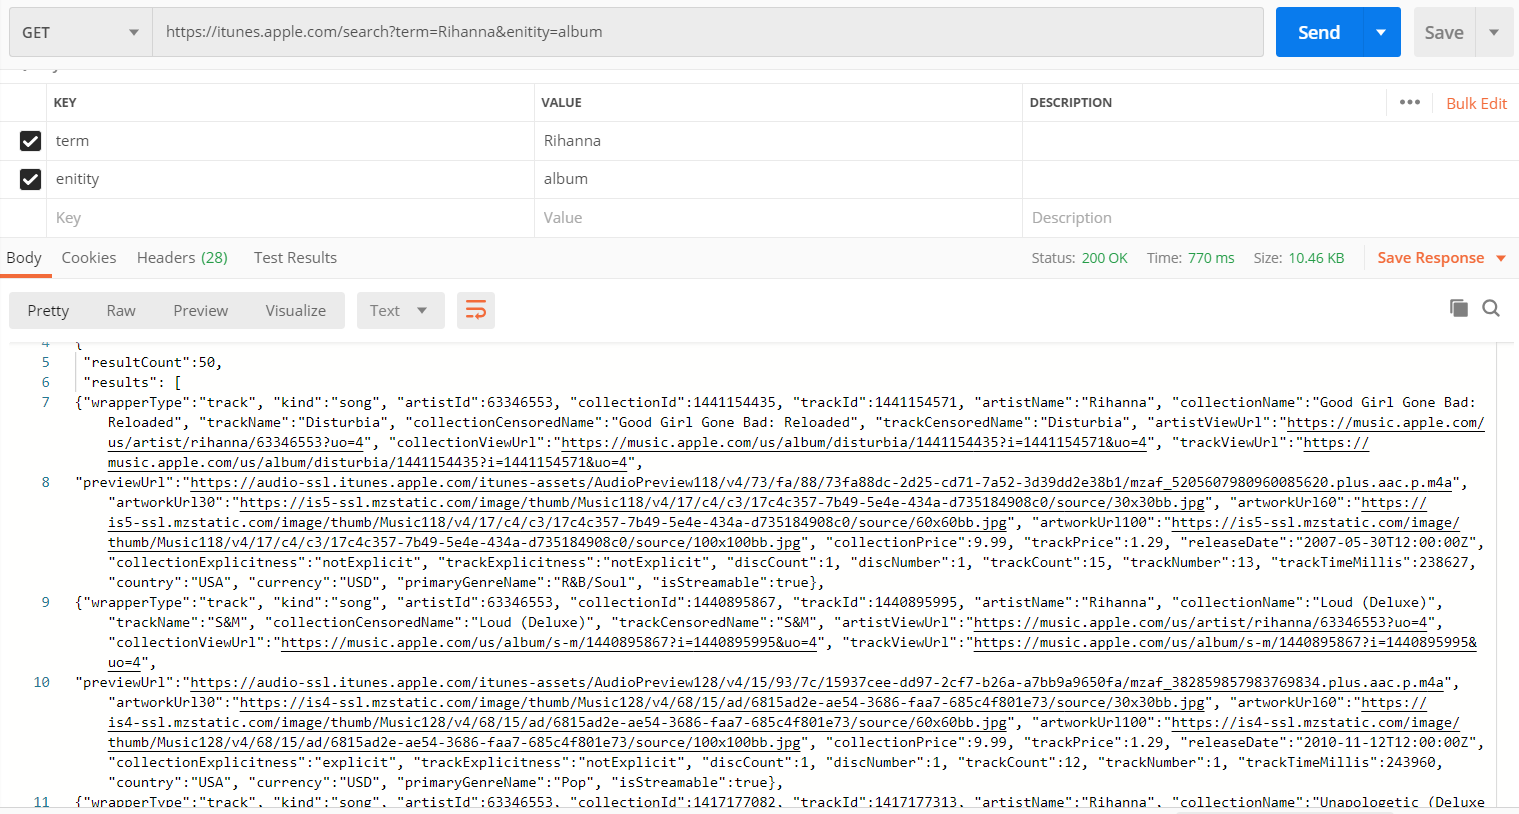 GET https://itunes.apple.com/search?term=Rihanna&enitity=album Send Save
KEY VALUE DESCRIPTION ••• Bulk Edit
term Rihanna
enitity album
Key Value Description
Body Cookies Headers (28) Test Results Status: 200 OK Time: 770 ms Size: 10.46 KB Save Response
Pretty Raw Preview Visualize Text
4 {
5 "resultCount":50,
6 "results": [
7 {"wrapperType":"track", "kind":"song", "artistId":63346553, "collectionId":1441154435, "trackId":1441154571, "artistName":"Rihanna", "collectionName":"Good Girl Gone Bad:
Reloaded", "trackName":"Disturbia", "collectionCensoredName":"Good Girl Gone Bad: Reloaded", "trackCensoredName":"Disturbia", "artistViewUrl":"https://music.apple.com/
us/artist/rihanna/63346553?uo=4", "collectionViewUrl":"https://music.apple.com/us/album/disturbia/1441154435?i=1441154571&uo=4", "trackViewUrl":"https://
music.apple.com/us/album/disturbia/1441154435?i=1441154571&uo=4",
8 "previewUrl":"https://audio-ssl.itunes.apple.com/itunes-assets/AudioPreview118/v4/73/fa/88/73fa88dc-2d25-cd71-7a52-3d39dd2e38b1/mzaf_5205607980960085620.plus.aac.p.m4a",
"artworkUrl30":"https://is5-ssl.mzstatic.com/image/thumb/Music118/v4/17/c4/c3/17c4c357-7b49-5e4e-434a-d735184908c0/source/30x30bb.jpg", "artworkUrl60":"https://
is5-ssl.mzstatic.com/image/thumb/Music118/v4/17/c4/c3/17c4c357-7b49-5e4e-434a-d735184908c0/source/60x60bb.jpg", "artworkUrl100":"https://is5-ssl.mzstatic.com/image/
thumb/Music118/v4/17/c4/c3/17c4c357-7b49-5e4e-434a-d735184908c0/source/100x100bb.jpg", "collectionPrice":9.99, "trackPrice":1.29, "releaseDate":"2007-05-30T12:00:00Z",
"collectionExplicitness":"notExplicit", "trackExplicitness":"notExplicit", "discCount":1, "discNumber":1, "trackCount":15, "trackNumber":13, "trackTimeMillis":238627,
"country":"USA", "currency":"USD", "primaryGenreName":"R&B/Soul", "isStreamable":true},
9 {"wrapperType":"track", "kind":"song", "artistId":63346553, "collectionId":1440895867, "trackId":1440895995, "artistName":"Rihanna", "collectionName":"Loud (Deluxe)",
"trackName":"S&M", "collectionCensoredName":"Loud (Deluxe)", "trackCensoredName":"S&M", "artistViewUrl":"https://music.apple.com/us/artist/rihanna/63346553?uo=4",
"collectionViewUrl":"https://music.apple.com/us/album/s-m/1440895867?i=1440895995&uo=4", "trackViewUrl":"https://music.apple.com/us/album/s-m/1440895867?i=1440895995&
uo=4",
10 "previewUrl":"https://audio-ssl.itunes.apple.com/itunes-assets/AudioPreview128/v4/15/93/7c/15937cee-dd97-2cf7-b26a-a7bb9a9650fa/mzaf_382859857983769834.plus.aac.p.m4a",
"artworkUrl30":"https://is4-ssl.mzstatic.com/image/thumb/Music128/v4/68/15/ad/6815ad2e-ae54-3686-faa7-685c4f801e73/source/30x30bb.jpg", "artworkUrl60":"https://
is4-ssl.mzstatic.com/image/thumb/Music128/v4/68/15/ad/6815ad2e-ae54-3686-faa7-685c4f801e73/source/60x60bb.jpg", "artworkUrl100":"https://is4-ssl.mzstatic.com/image/
thumb/Music128/v4/68/15/ad/6815ad2e-ae54-3686-faa7-685c4f801e73/source/100x100bb.jpg", "collectionPrice":9.99, "trackPrice":1.29, "releaseDate":"2010-11-12T12:00:00Z",
"collectionExplicitness":"explicit", "trackExplicitness":"notExplicit", "discCount":1, "discNumber":1, "trackCount":12, "trackNumber":1, "trackTimeMillis":243960,
"country":"USA", "currency":"USD", "primaryGenreName":"Pop", "isStreamable":true},
11 {"wrapperType":"track", "kind":"song", "artistId":63346553, "collectionId":1417177082, "trackId":1417177313, "artistName":"Rihanna", "collectionName":"Unapologetic (Deluxe